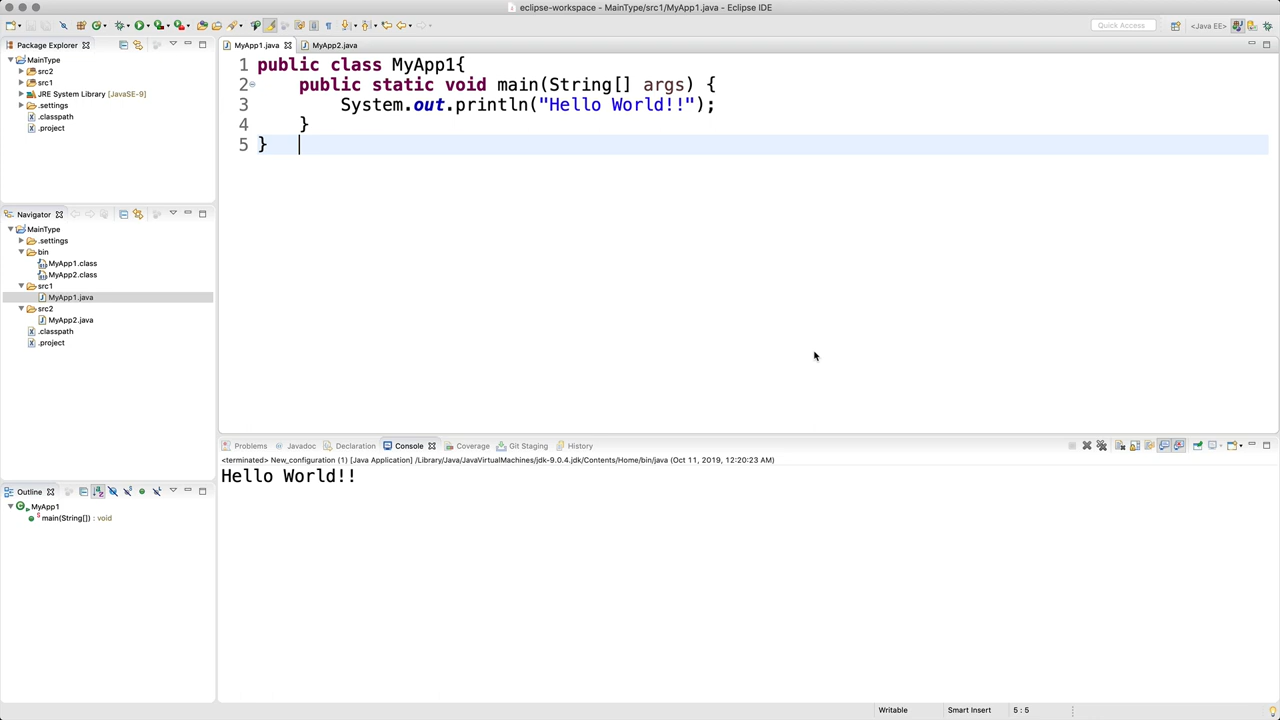 eclipse-workspace - MainType/src1/MyApp1.java - Eclipse IDE
Quick Access
<Java EE>
Package Explorer
MainType
src2
src1
JRE System Library [JavaSE-9]
.settings
.classpath
.project
Navigator
MainType
.settings
bin
MyApp1.class
MyApp2.class
src1
MyApp1.java
src2
MyApp2.java
.classpath
.project
Outline
MyApp1
main(String[]) : void
MyApp1.java MyApp2.java
1 public class MyApp1{
2 public static void main(String[] args) {
3 System.out.println("Hello World!!");
4 }
5 }
Problems Javadoc Declaration Console Coverage Git Staging History
<terminated> New_configuration (1) [Java Application] /Library/Java/JavaVirtualMachines/jdk-9.0.4.jdk/Contents/Home/bin/java (Oct 11, 2019, 12:20:23 AM)
Hello World!!
Writable Smart Insert 5 : 5